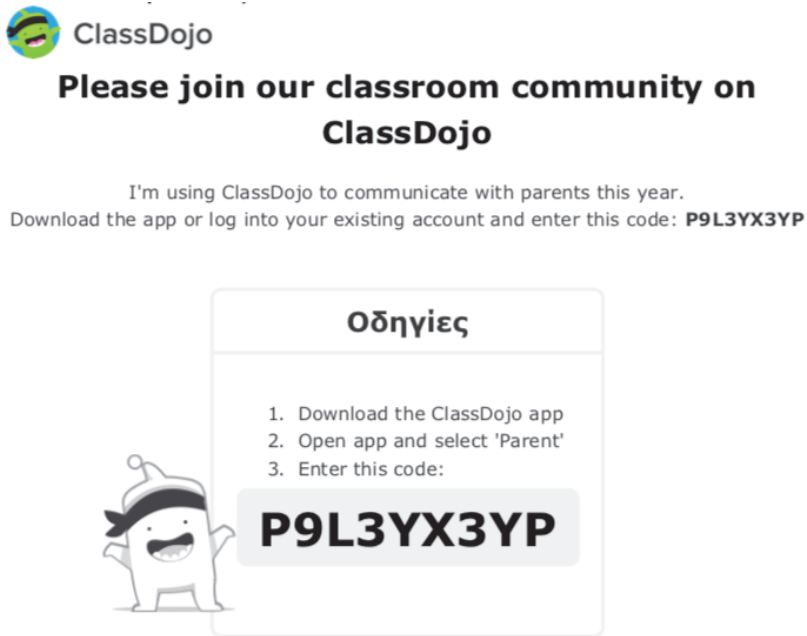 ClassDojo
Please join our classroom community on
ClassDojo
I'm using ClassDojo to communicate with parents this year.
Download the app or log into your existing account and enter this code: P9L3YX3YP
Οδηγίες
1. Download the ClassDojo app
2. Open app and select 'Parent'
3. Enter this code:
P9L3YX3YP